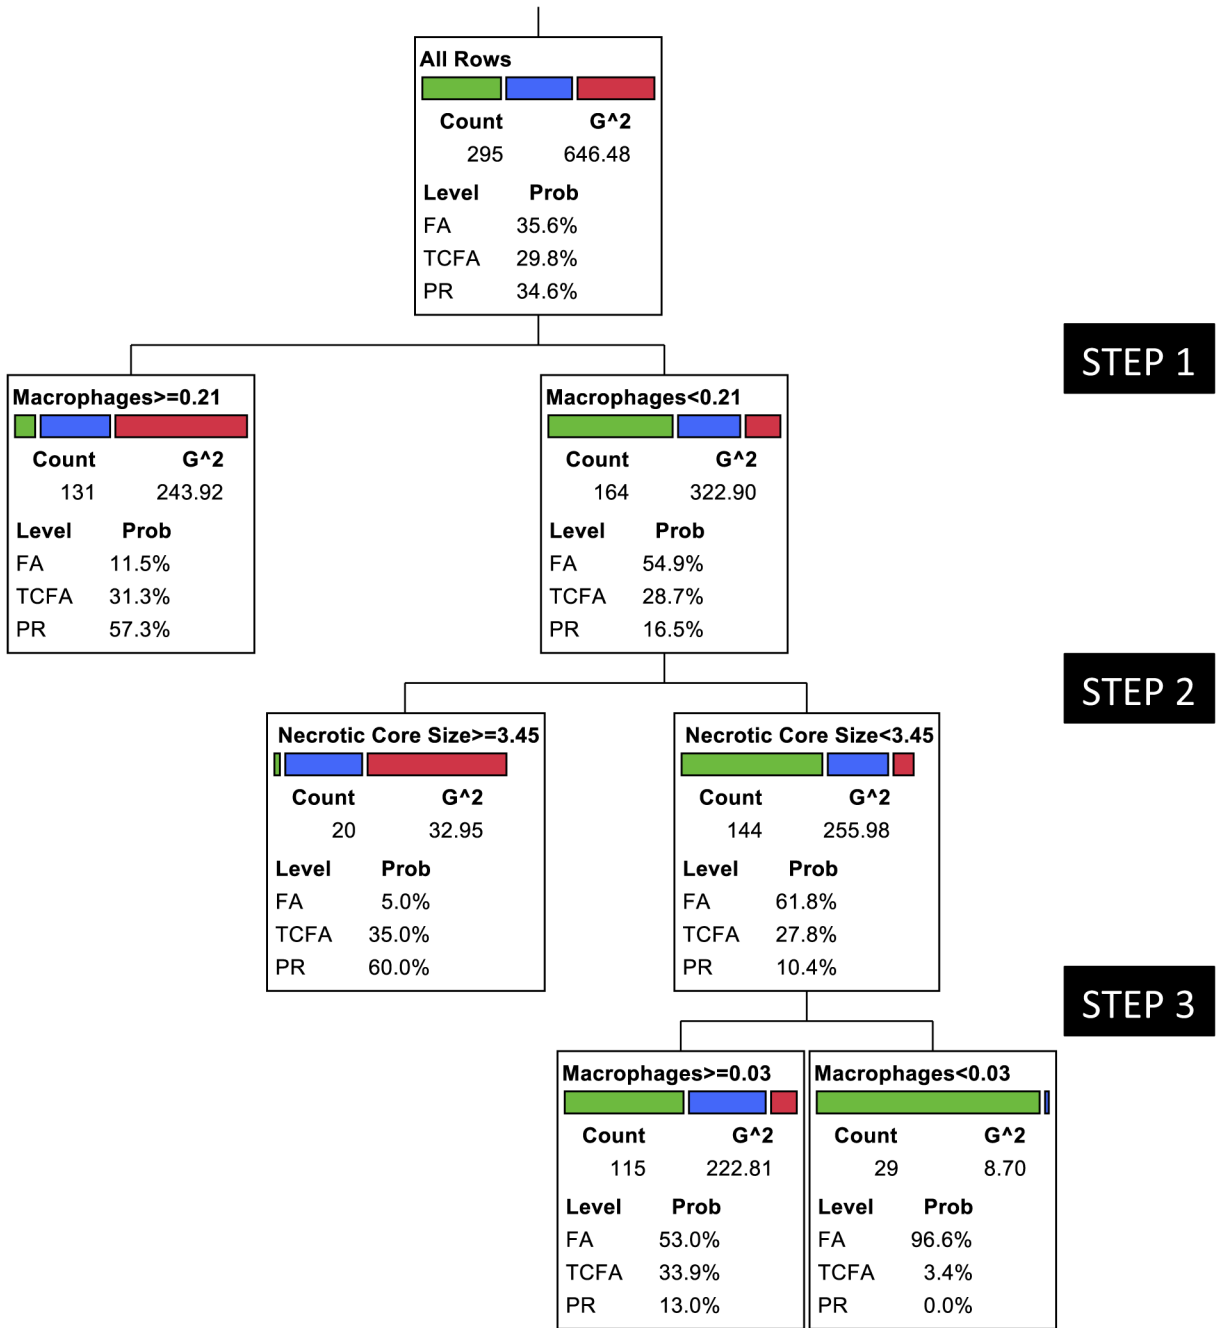 All Rows
Count G^2
295 646.48
Level Prob
FA 35.6%
TCFA 29.8%
PR 34.6%
STEP 1
Macrophages>=0.21
Count G^2
131 243.92
Level Prob
FA 11.5%
TCFA 31.3%
PR 57.3%
Macrophages<0.21
Count G^2
164 322.90
Level Prob
FA 54.9%
TCFA 28.7%
PR 16.5%
STEP 2
Necrotic Core Size>=3.45
Count G^2
20 32.95
Level Prob
FA 5.0%
TCFA 35.0%
PR 60.0%
Necrotic Core Size<3.45
Count G^2
144 255.98
Level Prob
FA 61.8%
TCFA 27.8%
PR 10.4%
STEP 3
Macrophages>=0.03
Count G^2
115 222.81
Level Prob
FA 53.0%
TCFA 33.9%
PR 13.0%
Macrophages<0.03
Count G^2
29 8.70
Level Prob
FA 96.6%
TCFA 3.4%
PR 0.0%